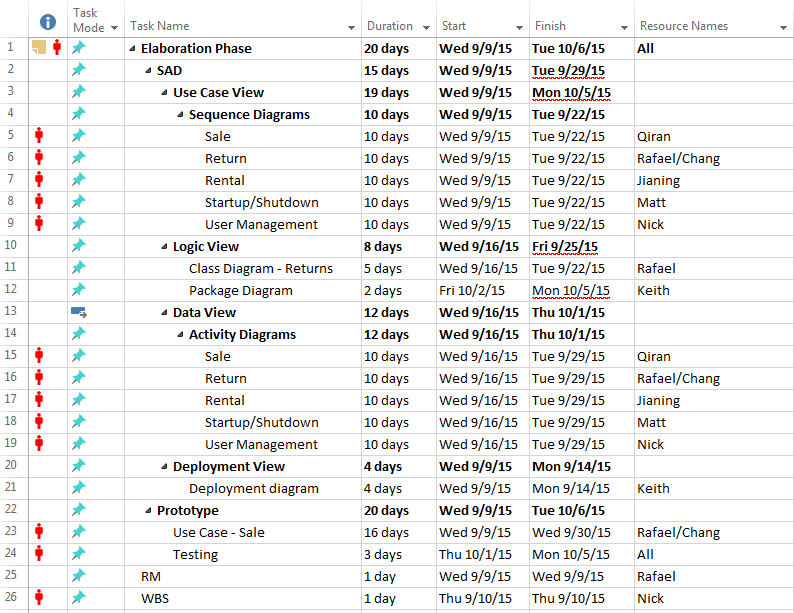 Task Mode Task Name Duration Start Finish Resource Names
1 Elaboration Phase 20 days Wed 9/9/15 Tue 10/6/15 All
2 SAD 15 days Wed 9/9/15 Tue 9/29/15
3 Use Case View 19 days Wed 9/9/15 Mon 10/5/15
4 Sequence Diagrams 10 days Wed 9/9/15 Tue 9/22/15
5 Sale 10 days Wed 9/9/15 Tue 9/22/15 Qiran
6 Return 10 days Wed 9/9/15 Tue 9/22/15 Rafael/Chang
7 Rental 10 days Wed 9/9/15 Tue 9/22/15 Jianing
8 Startup/Shutdown 10 days Wed 9/9/15 Tue 9/22/15 Matt
9 User Management 10 days Wed 9/9/15 Tue 9/22/15 Nick
10 Logic View 8 days Wed 9/16/15 Fri 9/25/15
11 Class Diagram - Returns 5 days Wed 9/16/15 Tue 9/22/15 Rafael
12 Package Diagram 2 days Fri 10/2/15 Mon 10/5/15 Keith
13 Data View 12 days Wed 9/16/15 Thu 10/1/15
14 Activity Diagrams 12 days Wed 9/16/15 Thu 10/1/15
15 Sale 10 days Wed 9/16/15 Tue 9/29/15 Qiran
16 Return 10 days Wed 9/16/15 Tue 9/29/15 Rafael/Chang
17 Rental 10 days Wed 9/16/15 Tue 9/29/15 Jianing
18 Startup/Shutdown 10 days Wed 9/16/15 Tue 9/29/15 Matt
19 User Management 10 days Wed 9/16/15 Tue 9/29/15 Nick
20 Deployment View 4 days Wed 9/9/15 Mon 9/14/15
21 Deployment diagram 4 days Wed 9/9/15 Mon 9/14/15 Keith
22 Prototype 20 days Wed 9/9/15 Tue 10/6/15
23 Use Case - Sale 16 days Wed 9/9/15 Wed 9/30/15 Rafael/Chang
24 Testing 3 days Thu 10/1/15 Mon 10/5/15 All
25 RM 1 day Wed 9/9/15 Wed 9/9/15 Rafael
26 WBS 1 day Thu 9/10/15 Thu 9/10/15 Nick